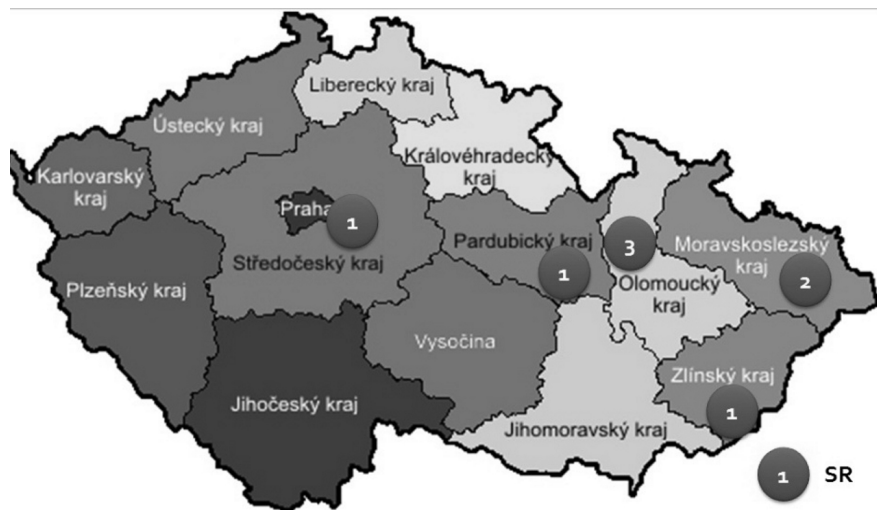 Liberecký kraj
Ústecký kraj
Královéhradecký
kraj
Karlovarský
kraj
Praha
1
Středočeský kraj
Pardubický kraj
1
3
Moravskoslezský
kraj
2
Olomoucký
kraj
Plzeňský kraj
Vysočina
Zlínský kraj
1
Jihočeský kraj
Jihomoravský kraj
1 SR